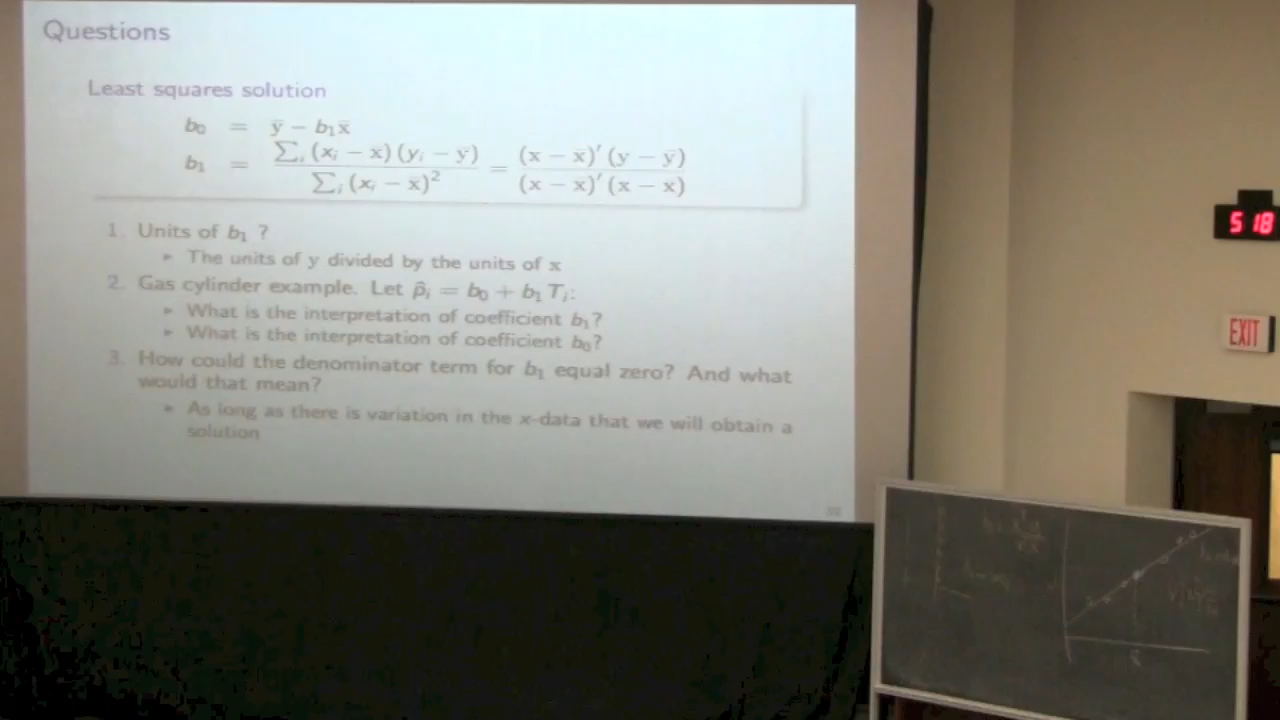 Questions
Least squares solution
b₀ = ȳ − b₁x̄
b₁ = ∑ᵢ (xᵢ − x̄) (yᵢ − ȳ) / ∑ᵢ (xᵢ − x̄)² = (x − x̄)′ (y − ȳ) / (x − x̄)′ (x − x̄)
1. Units of b₁ ?
▸ The units of y divided by the units of x
2. Gas cylinder example. Let p̂ᵢ = b₀ + b₁ Tᵢ:
▸ What is the interpretation of coefficient b₁?
▸ What is the interpretation of coefficient b₀?
3. How could the denominator term for b₁ equal zero? And what
would that mean?
▸ As long as there is variation in the x-data that we will obtain a
solution
5 18
EXIT